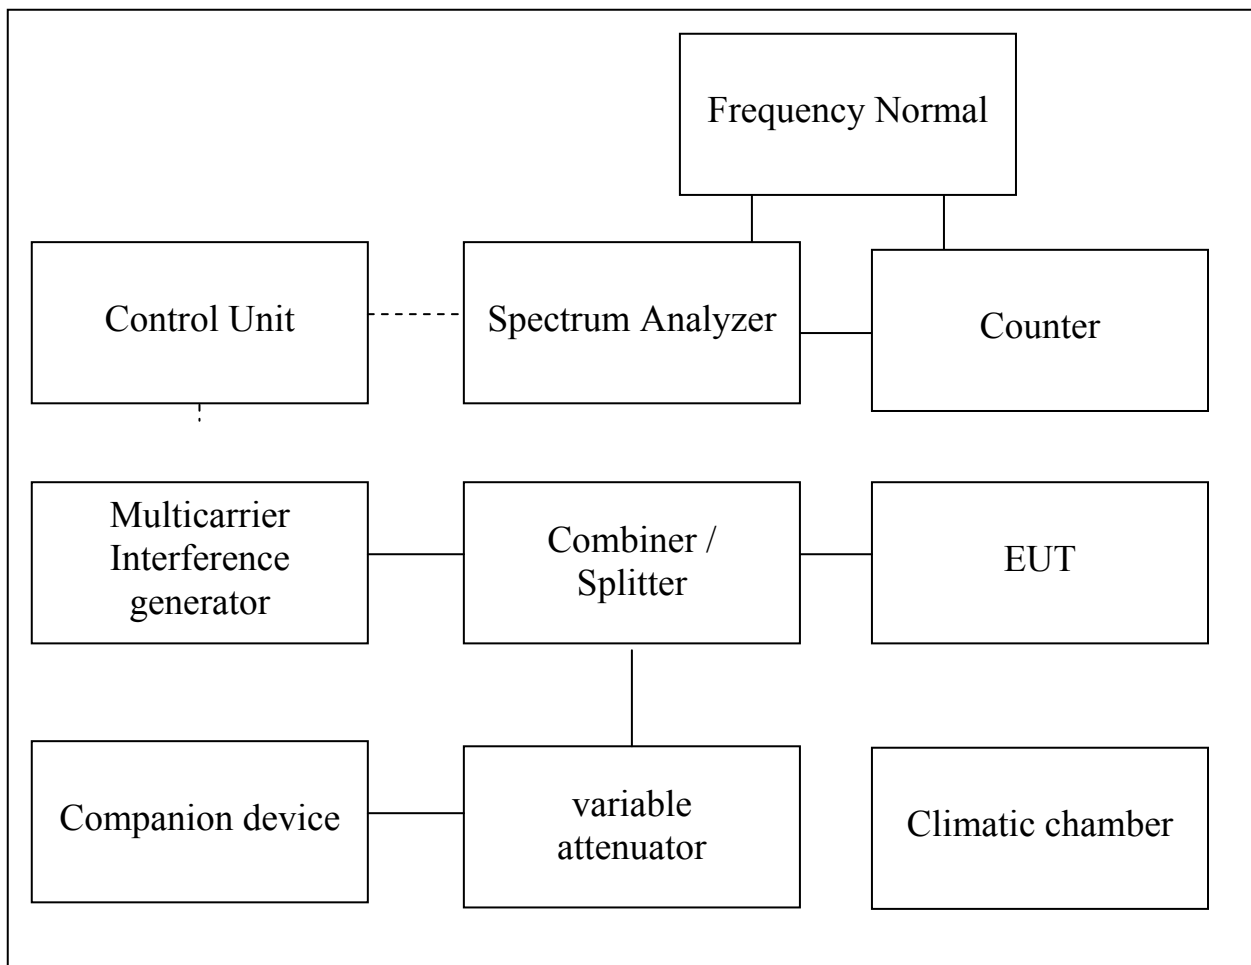 Frequency Normal
Control Unit
Spectrum Analyzer
Counter
Multicarrier
Interference
generator
Combiner /
Splitter
EUT
Companion device
variable
attenuator
Climatic chamber